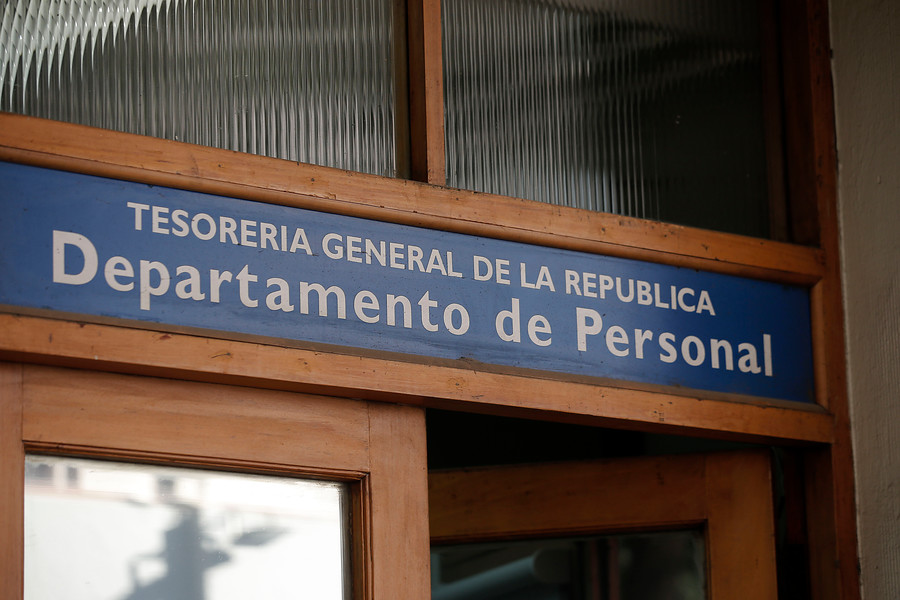 TESORERIA GENERAL DE LA REPUBLICA
Departamento de Personal